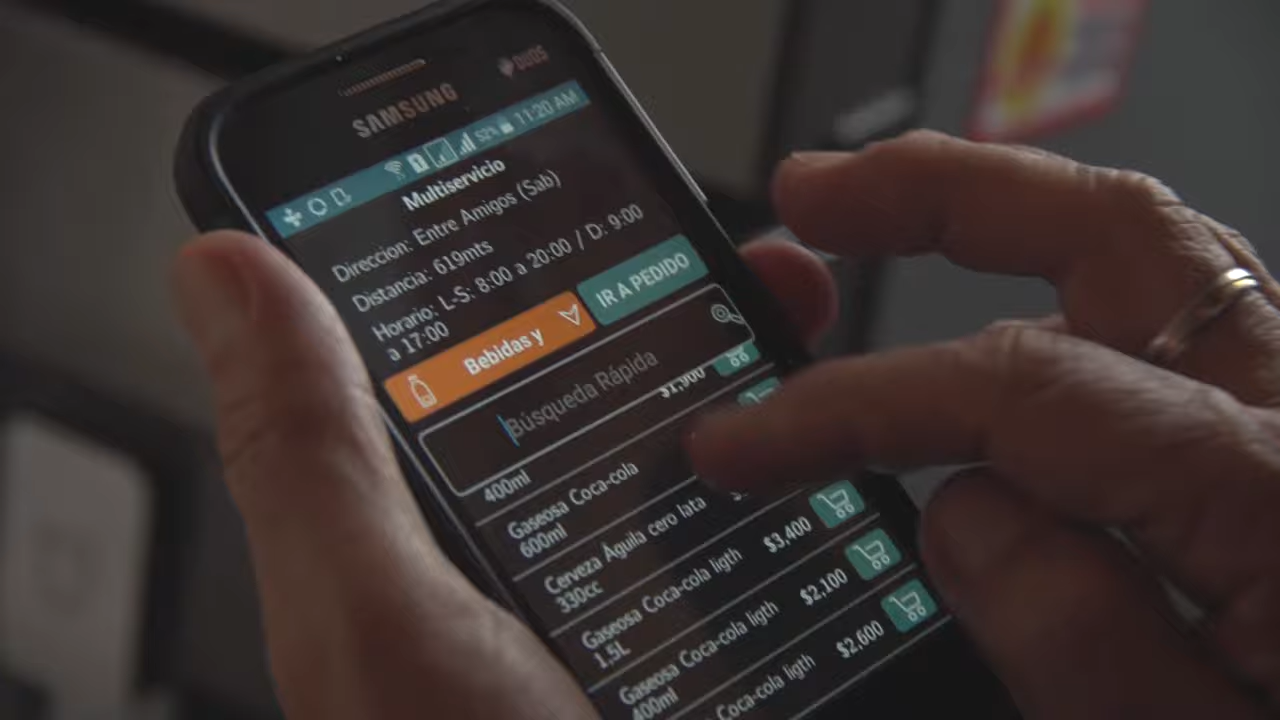 SAMSUNG
DUOS
52% 11:20 AM
Multiservicio
Direccion: Entre Amigos (Sab)
Distancia: 619mts
Horario: L-S: 8:00 a 20:00 / D: 9:00
a 17:00
Bebidas y
IR A PEDIDO
Búsqueda Rápida
$1,900
400ml
Gaseosa Coca-cola
600ml
Cerveza Águila cero lata
330cc
Gaseosa Coca-cola ligth $3,400
1,5L
Gaseosa Coca-cola ligth $2,100
400ml
Coca-cola ligth $2,600